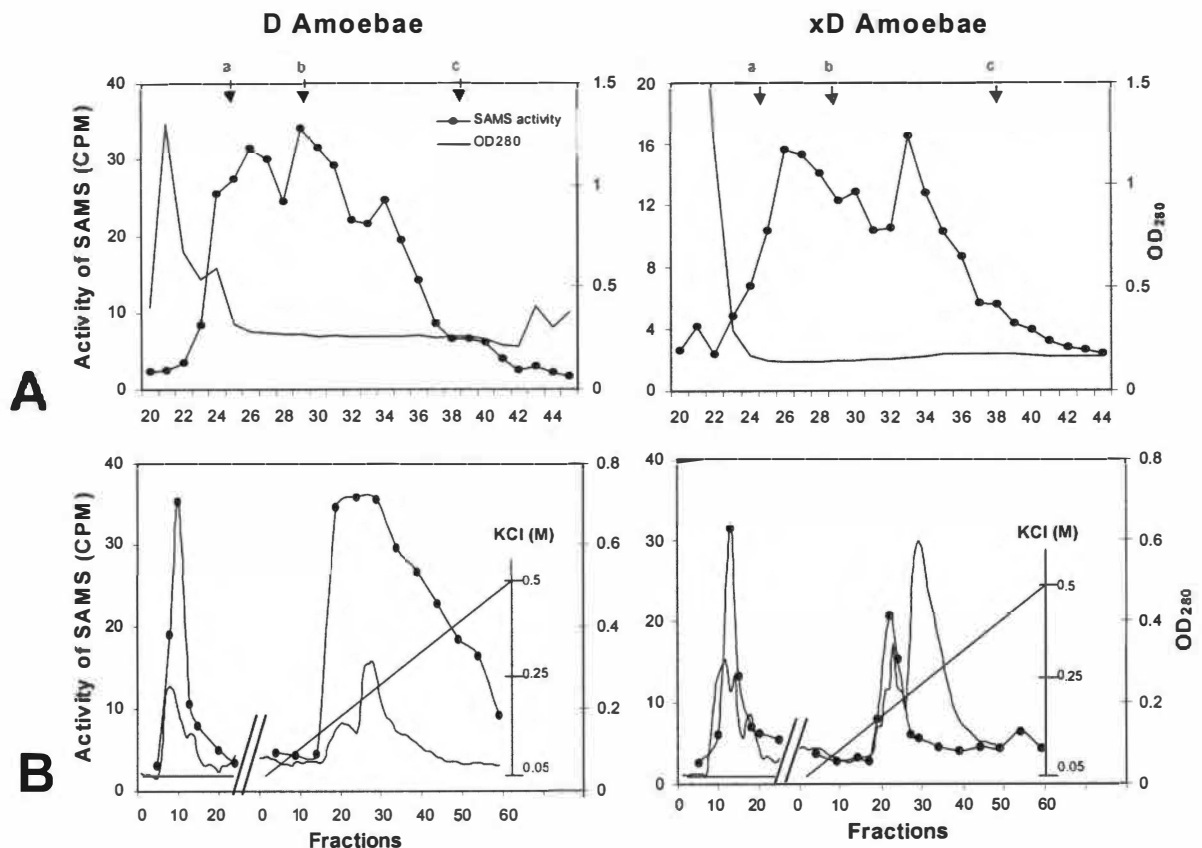 D Amoebae
xD Amoebae
a b c
a b c
40 30 20 10 0
Activity of SAMS (CPM)
SAMS activity
OD280
1.5 1 0.5 0
20 16 12 8 4 0
1.5 1 0.5 0
OD280
20 22 24 26 28 30 32 34 36 38 40 42 44
20 22 24 26 28 30 32 34 36 38 40 42 44
A
40 30 20 10 0
Activity of SAMS (CPM)
KCl (M)
0.5
0.25
0.05
0.8 0.6 0.4 0.2 0
40 30 20 10 0
KCl (M)
0.5
0.25
0.05
0.8 0.6 0.4 0.2 0
OD280
0 10 20 0 10 20 30 40 50 60
0 10 20 0 10 20 30 40 50 60
B
Fractions
Fractions